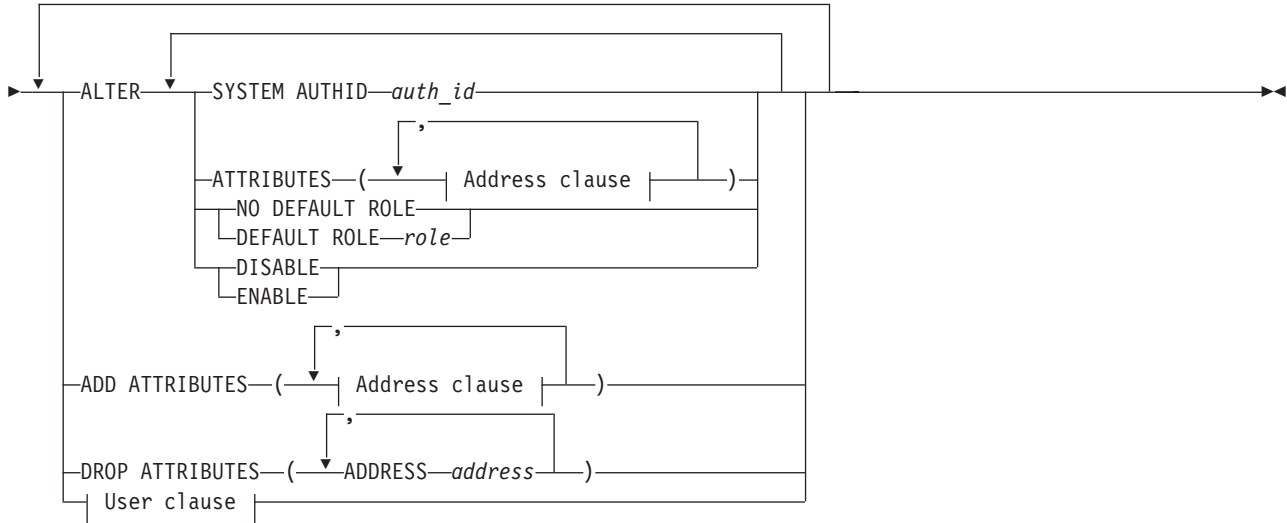 ALTER SYSTEM AUTHID auth_id
,
ATTRIBUTES ( Address clause )
NO DEFAULT ROLE
DEFAULT ROLE role
DISABLE
ENABLE
,
ADD ATTRIBUTES ( Address clause )
,
DROP ATTRIBUTES ( ADDRESS address )
User clause